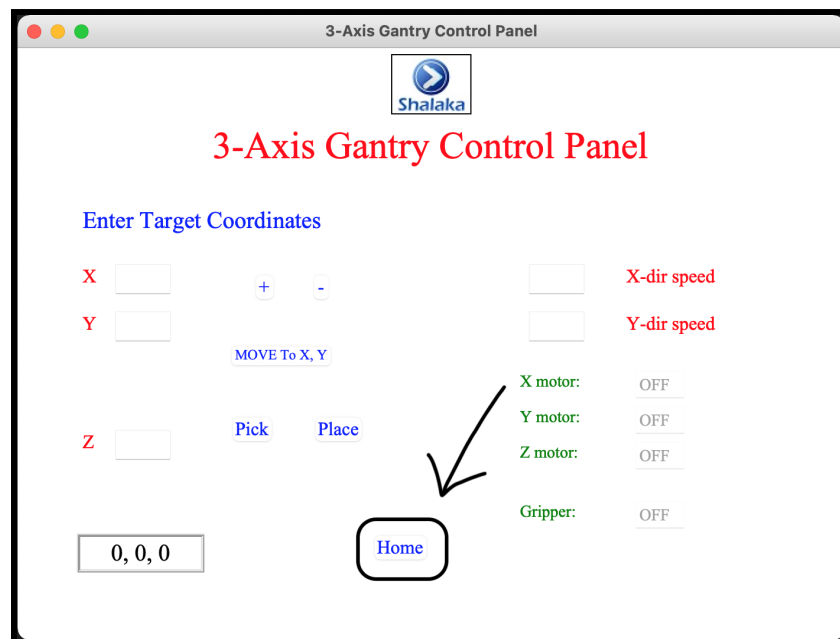 3-Axis Gantry Control Panel
Shalaka
3-Axis Gantry Control Panel
Enter Target Coordinates
X + - X-dir speed
Y Y-dir speed
MOVE To X, Y
X motor: OFF
Y motor: OFF
Z Pick Place
Z motor: OFF
Gripper: OFF
0, 0, 0 Home